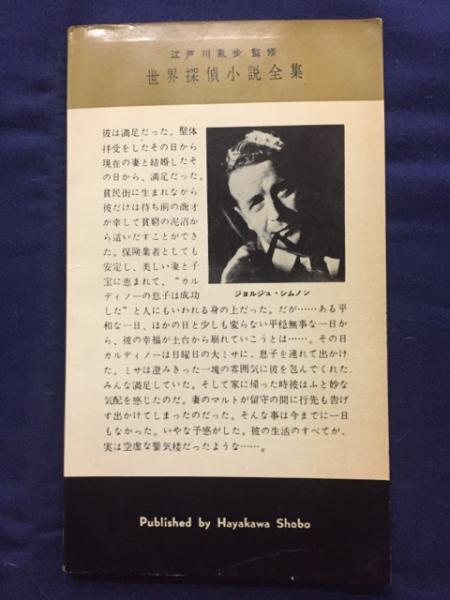 江戸川亂歩 監修
世界探偵小説全集
彼は満足だった。聖体
拝受をしたその日から
現在の妻と結婚したそ
の日から、満足だった。
貧民街に生まれながら
彼だけは持ち前の商才
が幸して貧窮の泥沼か
ら這いだすことができ
た。保険業者としても
安定し、美しい妻と子
宝に恵まれて、“カル
ディノーの息子は成功
ジョルジュ・シムノン
した”と人にもいわれる身の上だった。だが……ある平
和な一日、ほかの日と少しも変らない平穏無事な一日か
ら、彼の幸福が土台から崩れていこうとは……。その日
カルディノーは日曜日の大ミサに、息子を連れて出かけ
た。ミサは澄みきった一塊の雰囲気に彼を包んでくれた
みんな満足していた。そして家に帰った時彼はふと妙な
気配を感じたのだ。妻のマルトが留守の間に行先も告げ
ず出かけてしまったのだった。そんな事は今までに一日
もなかった。いやな予感がした。彼の生活のすべてが、
実は空虚な蜃気楼だったような……。
Published by Hayakawa Shobo